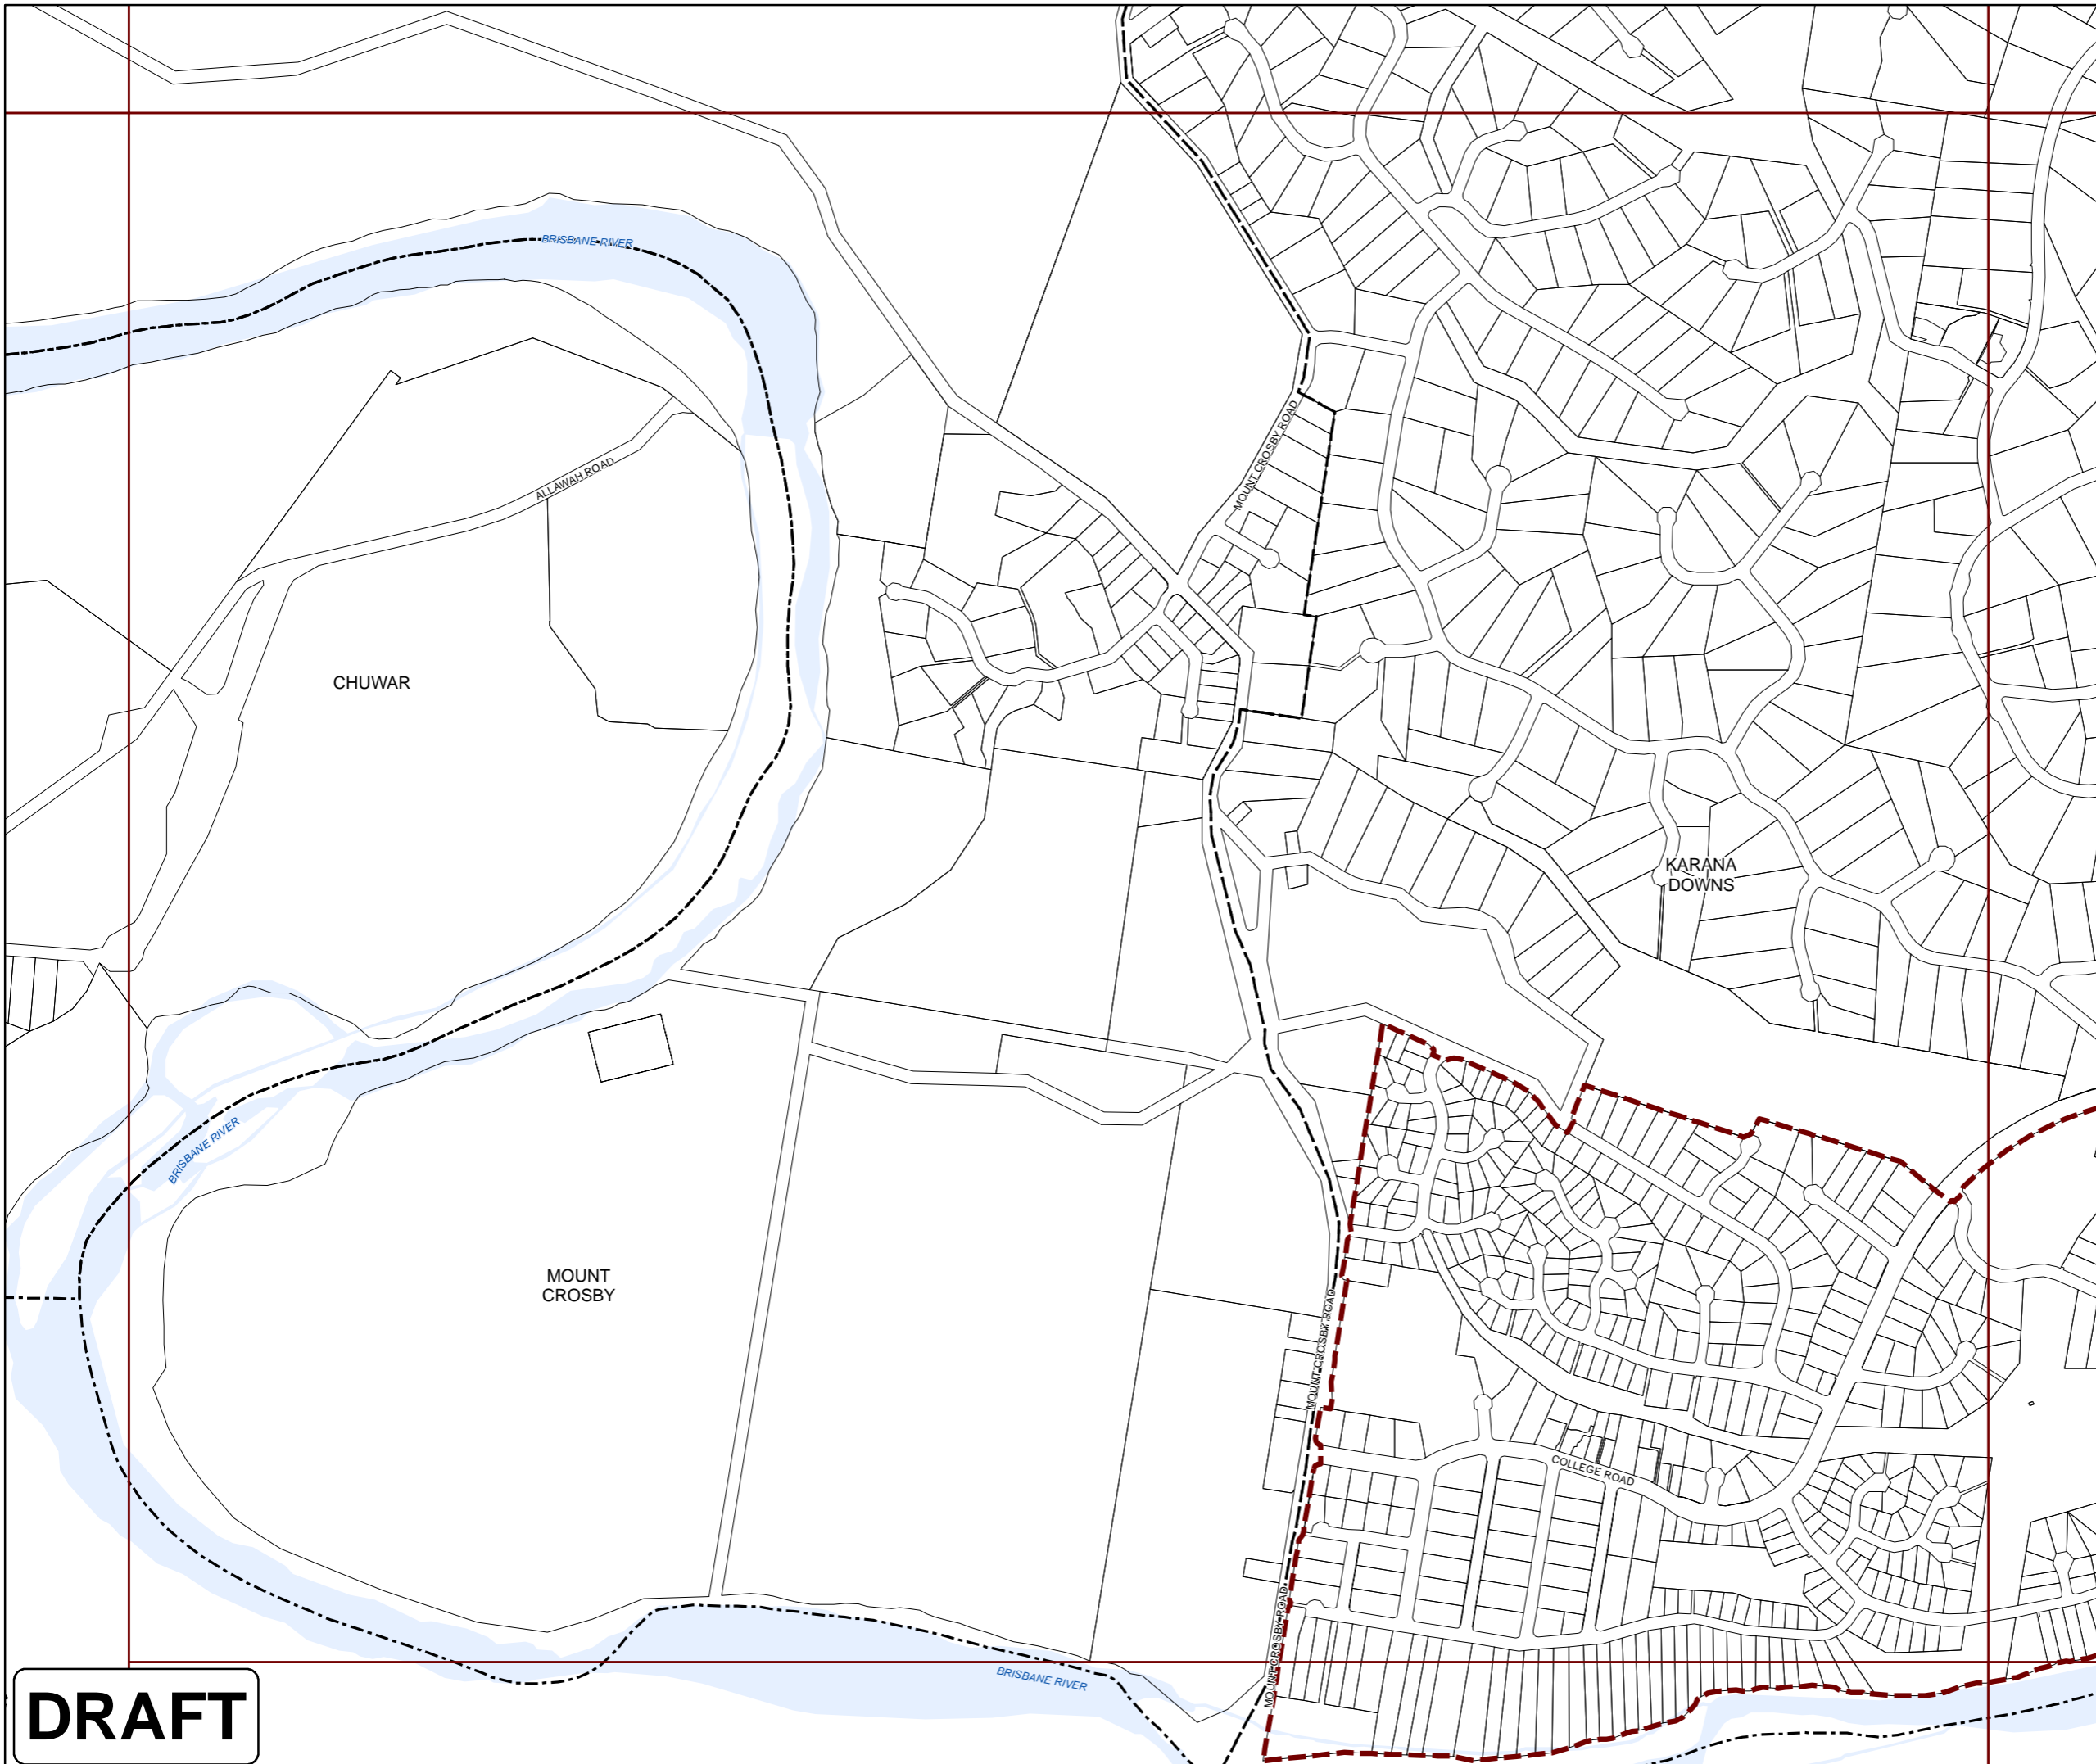 BRISBANE RIVER
MOUNT CROSBY ROAD
ALLAWAH ROAD
CHUWAR
KARANA
DOWNS
BRISBANE RIVER
MOUNT
CROSBY
MOUNT CROSBY ROAD
COLLEGE ROAD
MOUNT CROSBY ROAD
BRISBANE RIVER
DRAFT